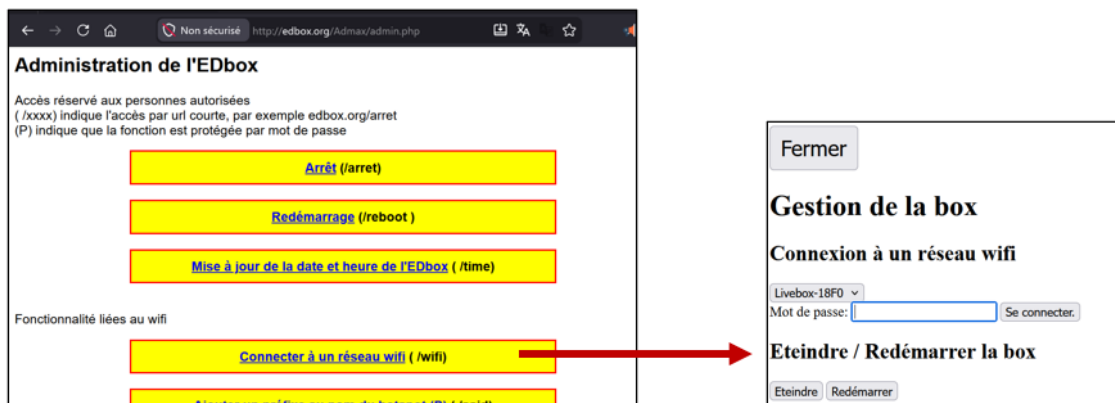 Non sécurisé http://edbox.org/Admax/admin.php
Administration de l'EDbox
Accès réservé aux personnes autorisées
( /xxxx) indique l'accès par url courte, par exemple edbox.org/arret
(P) indique que la fonction est protégée par mot de passe
Arrêt (/arret)
Redémarrage (/reboot )
Mise à jour de la date et heure de l'EDbox ( /time)
Fonctionnalité liées au wifi
Connecter à un réseau wifi ( /wifi)
Fermer
Gestion de la box
Connexion à un réseau wifi
Livebox-18F0
Mot de passe: Se connecter.
Eteindre / Redémarrer la box
Eteindre Redémarrer